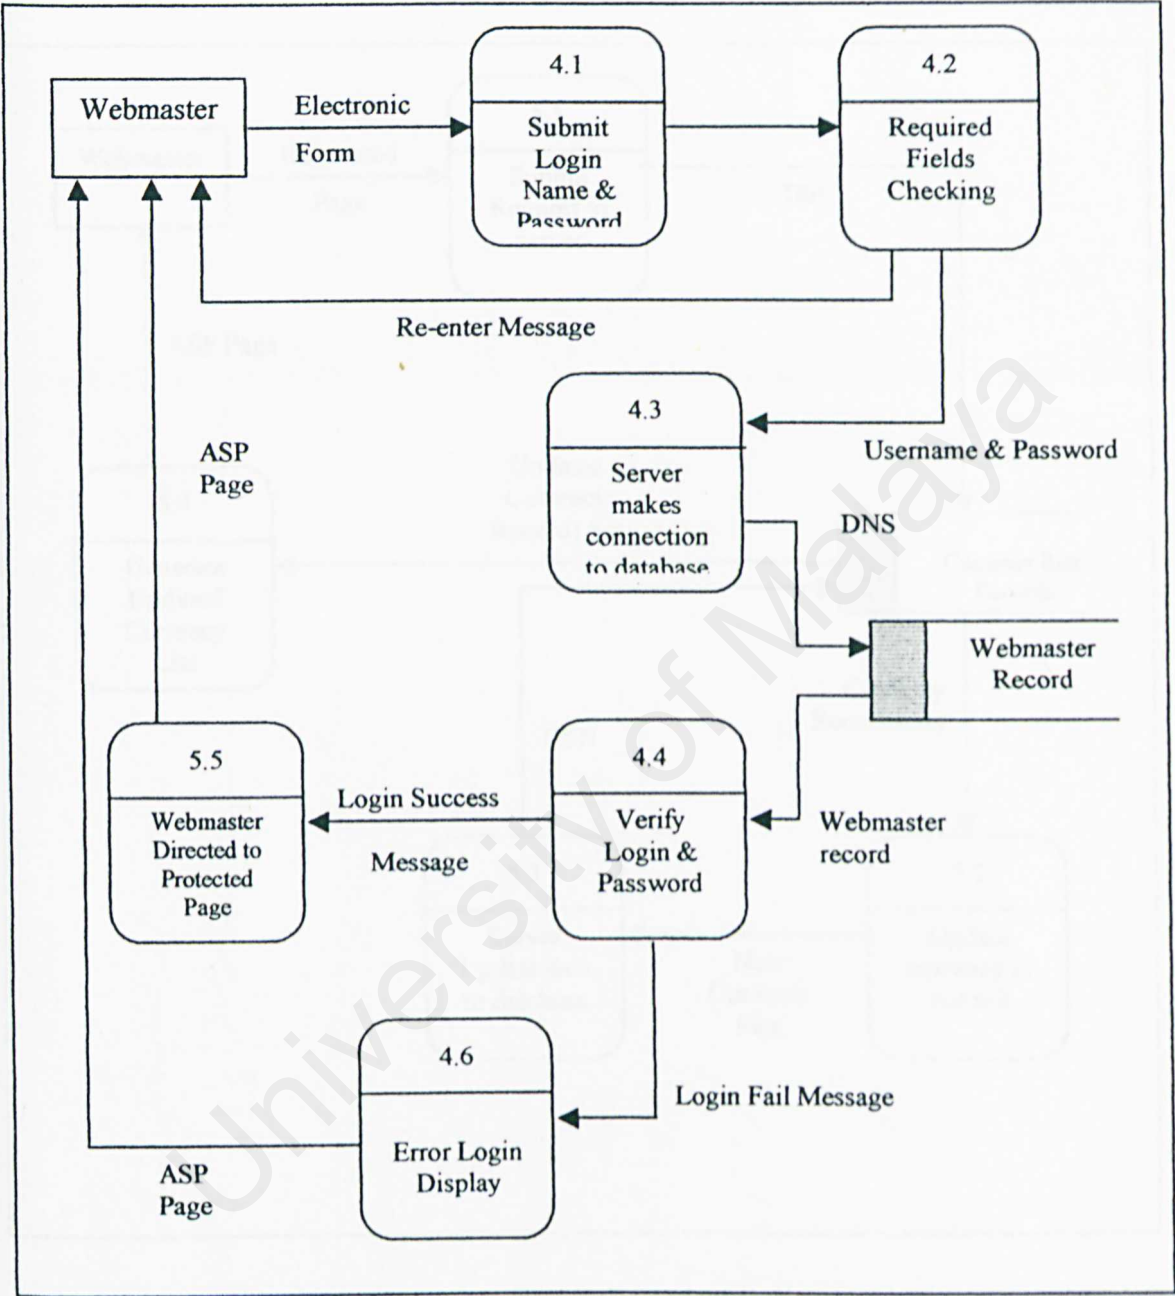 Webmaster
Electronic
Form
4.1
Submit
Login
Name &
Password
4.2
Required
Fields
Checking
Re-enter Message
4.3
Server
makes
connection
to database
Username & Password
DNS
Webmaster
Record
ASP
Page
5.5
Webmaster
Directed to
Protected
Page
Login Success
Message
4.4
Verify
Login &
Password
Webmaster
record
4.6
Error Login
Display
Login Fail Message
ASP
Page
University of Malaya